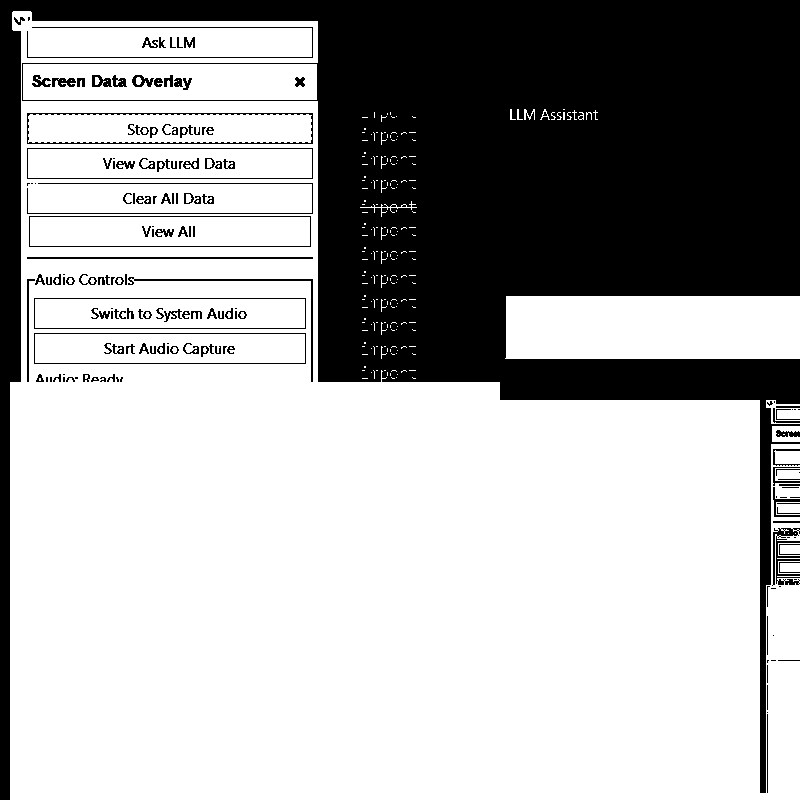 Ask LLM
Screen Data Overlay
Stop Capture
View Captured Data
Clear All Data
View All
Audio Controls
Switch to System Audio
Start Audio Capture
Audio: Ready
import
import
import
import
import
import
import
import
import
import
import
import
LLM Assistant
Screen